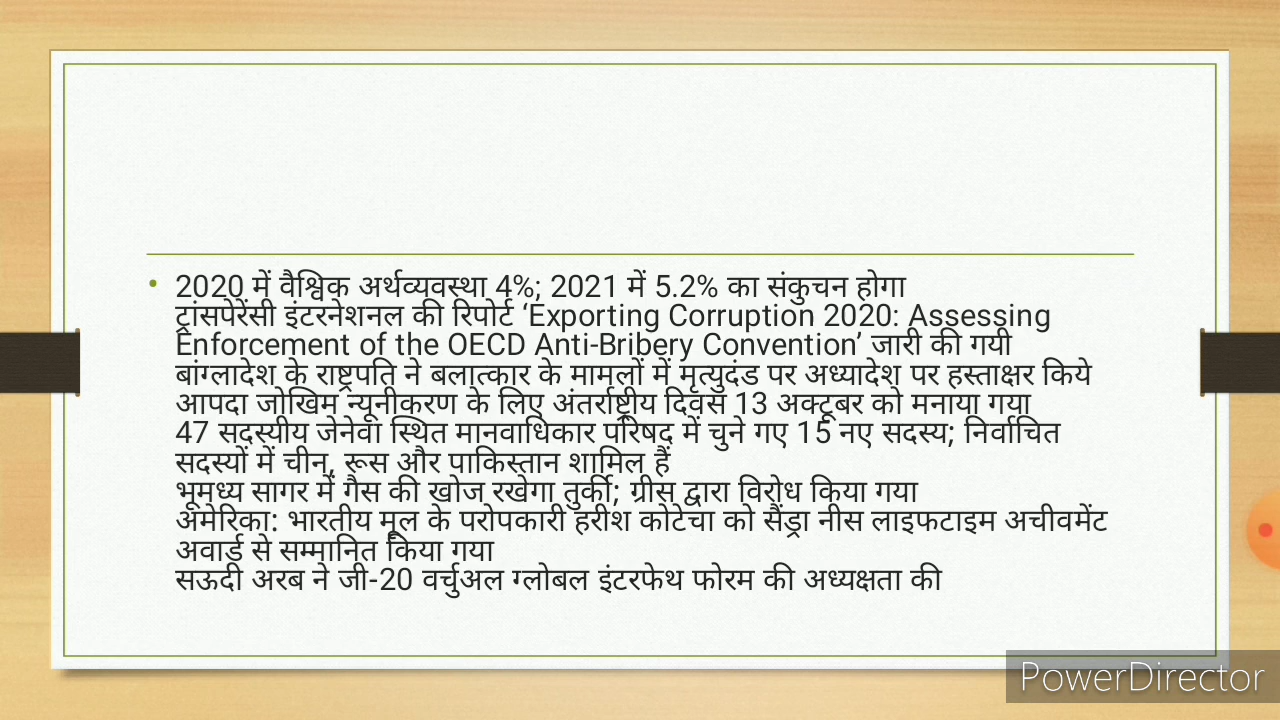 • 2020 में वैश्विक अर्थव्यवस्था 4%; 2021 में 5.2% का संकुचन होगा
ट्रांसपेरेंसी इंटरनेशनल की रिपोर्ट ‘Exporting Corruption 2020: Assessing
Enforcement of the OECD Anti-Bribery Convention’ जारी की गयी
बांग्लादेश के राष्ट्रपति ने बलात्कार के मामलों में मृत्युदंड पर अध्यादेश पर हस्ताक्षर किये
आपदा जोखिम न्यूनीकरण के लिए अंतर्राष्ट्रीय दिवस 13 अक्टूबर को मनाया गया
47 सदस्यीय जेनेवा स्थित मानवाधिकार परिषद में चुने गए 15 नए सदस्य; निर्वाचित
सदस्यों में चीन, रूस और पाकिस्तान शामिल हैं
भूमध्य सागर में गैस की खोज रखेगा तुर्की; ग्रीस द्वारा विरोध किया गया
अमेरिका: भारतीय मूल के परोपकारी हरीश कोटेचा को सैंड्रा नीस लाइफटाइम अचीवमेंट
अवार्ड से सम्मानित किया गया
सऊदी अरब ने जी-20 वर्चुअल ग्लोबल इंटरफेथ फोरम की अध्यक्षता की
PowerDirector